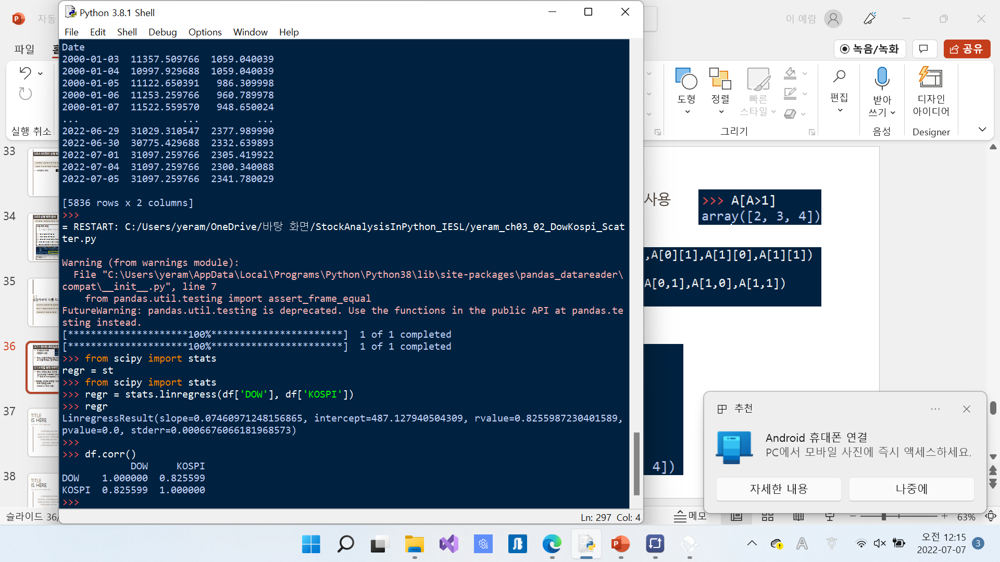 Python 3.8.1 Shell
File Edit Shell Debug Options Window Help
Date
2000-01-03  11357.509766  1059.040039
2000-01-04  10997.929688  1059.040039
2000-01-05  11122.650391   986.309998
2000-01-06  11253.259766   960.789978
2000-01-07  11522.559570   948.650024
...                  ...          ...
2022-06-29  31029.310547  2377.989990
2022-06-30  30775.429688  2332.639893
2022-07-01  31097.259766  2305.419922
2022-07-04  31097.259766  2300.340088
2022-07-05  31097.259766  2341.780029
[5836 rows x 2 columns]
>>>
= RESTART: C:/Users/yeram/OneDrive/바탕 화면/StockAnalysisInPython_IESL/yeram_ch03_02_DowKospi_Scat
ter.py
Warning (from warnings module):
  File "C:\Users\yeram\AppData\Local\Programs\Python\Python38\lib\site-packages\pandas_datareader\
compat\__init__.py", line 7
    from pandas.util.testing import assert_frame_equal
FutureWarning: pandas.util.testing is deprecated. Use the functions in the public API at pandas.te
sting instead.
[*********************100%***********************]  1 of 1 completed
[*********************100%***********************]  1 of 1 completed
>>> from scipy import stats
regr = st
>>> from scipy import stats
>>> regr = stats.linregress(df['DOW'], df['KOSPI'])
>>> regr
LinregressResult(slope=0.07460971248156865, intercept=487.127940504309, rvalue=0.8255987230401589,
pvalue=0.0, stderr=0.0006676066181968573)
>>>
>>> df.corr()
            DOW     KOSPI
DOW    1.000000  0.825599
KOSPI  0.825599  1.000000
>>>
Ln: 297 Col: 4
자동
이 예람
파일
녹음/녹화
공유
실행 취소
도형
정렬
빠른
스타일
그리기
편집
받아
쓰기
음성
디자인
아이디어
Designer
33
34
35
36
37
TITLE
IS HERE
38
TITLE
IS HERE
사용
>>> A[A>1]
array([2, 3, 4])
,A[0][1],A[1][0],A[1][1])
A[0,1],A[1,0],A[1,1])
4])
추천
Android 휴대폰 연결
PC에서 모바일 사진에 즉시 액세스하세요.
자세한 내용
나중에
슬라이드 36/
메모
63%
오전 12:15
2022-07-07
3